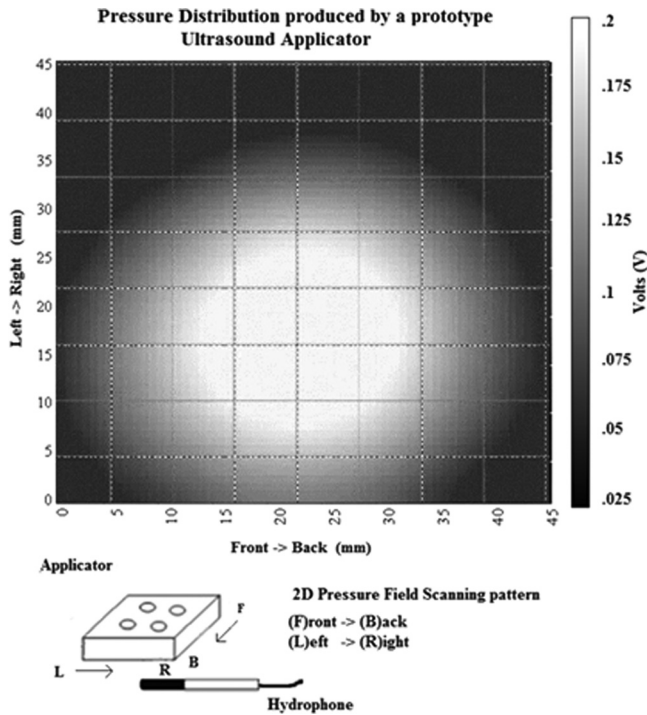 Pressure Distribution produced by a prototype
Ultrasound Applicator
45
40
35
30
25
20
15
10
5
0
Left -> Right (mm)
0 5 10 15 20 25 30 35 40 45
Front -> Back (mm)
.2
.175
.15
.125
.1
.075
.05
.025
Volts (V)
Applicator
F
B
R
L
2D Pressure Field Scanning pattern
(F)ront -> (B)ack
(L)eft -> (R)ight
Hydrophone